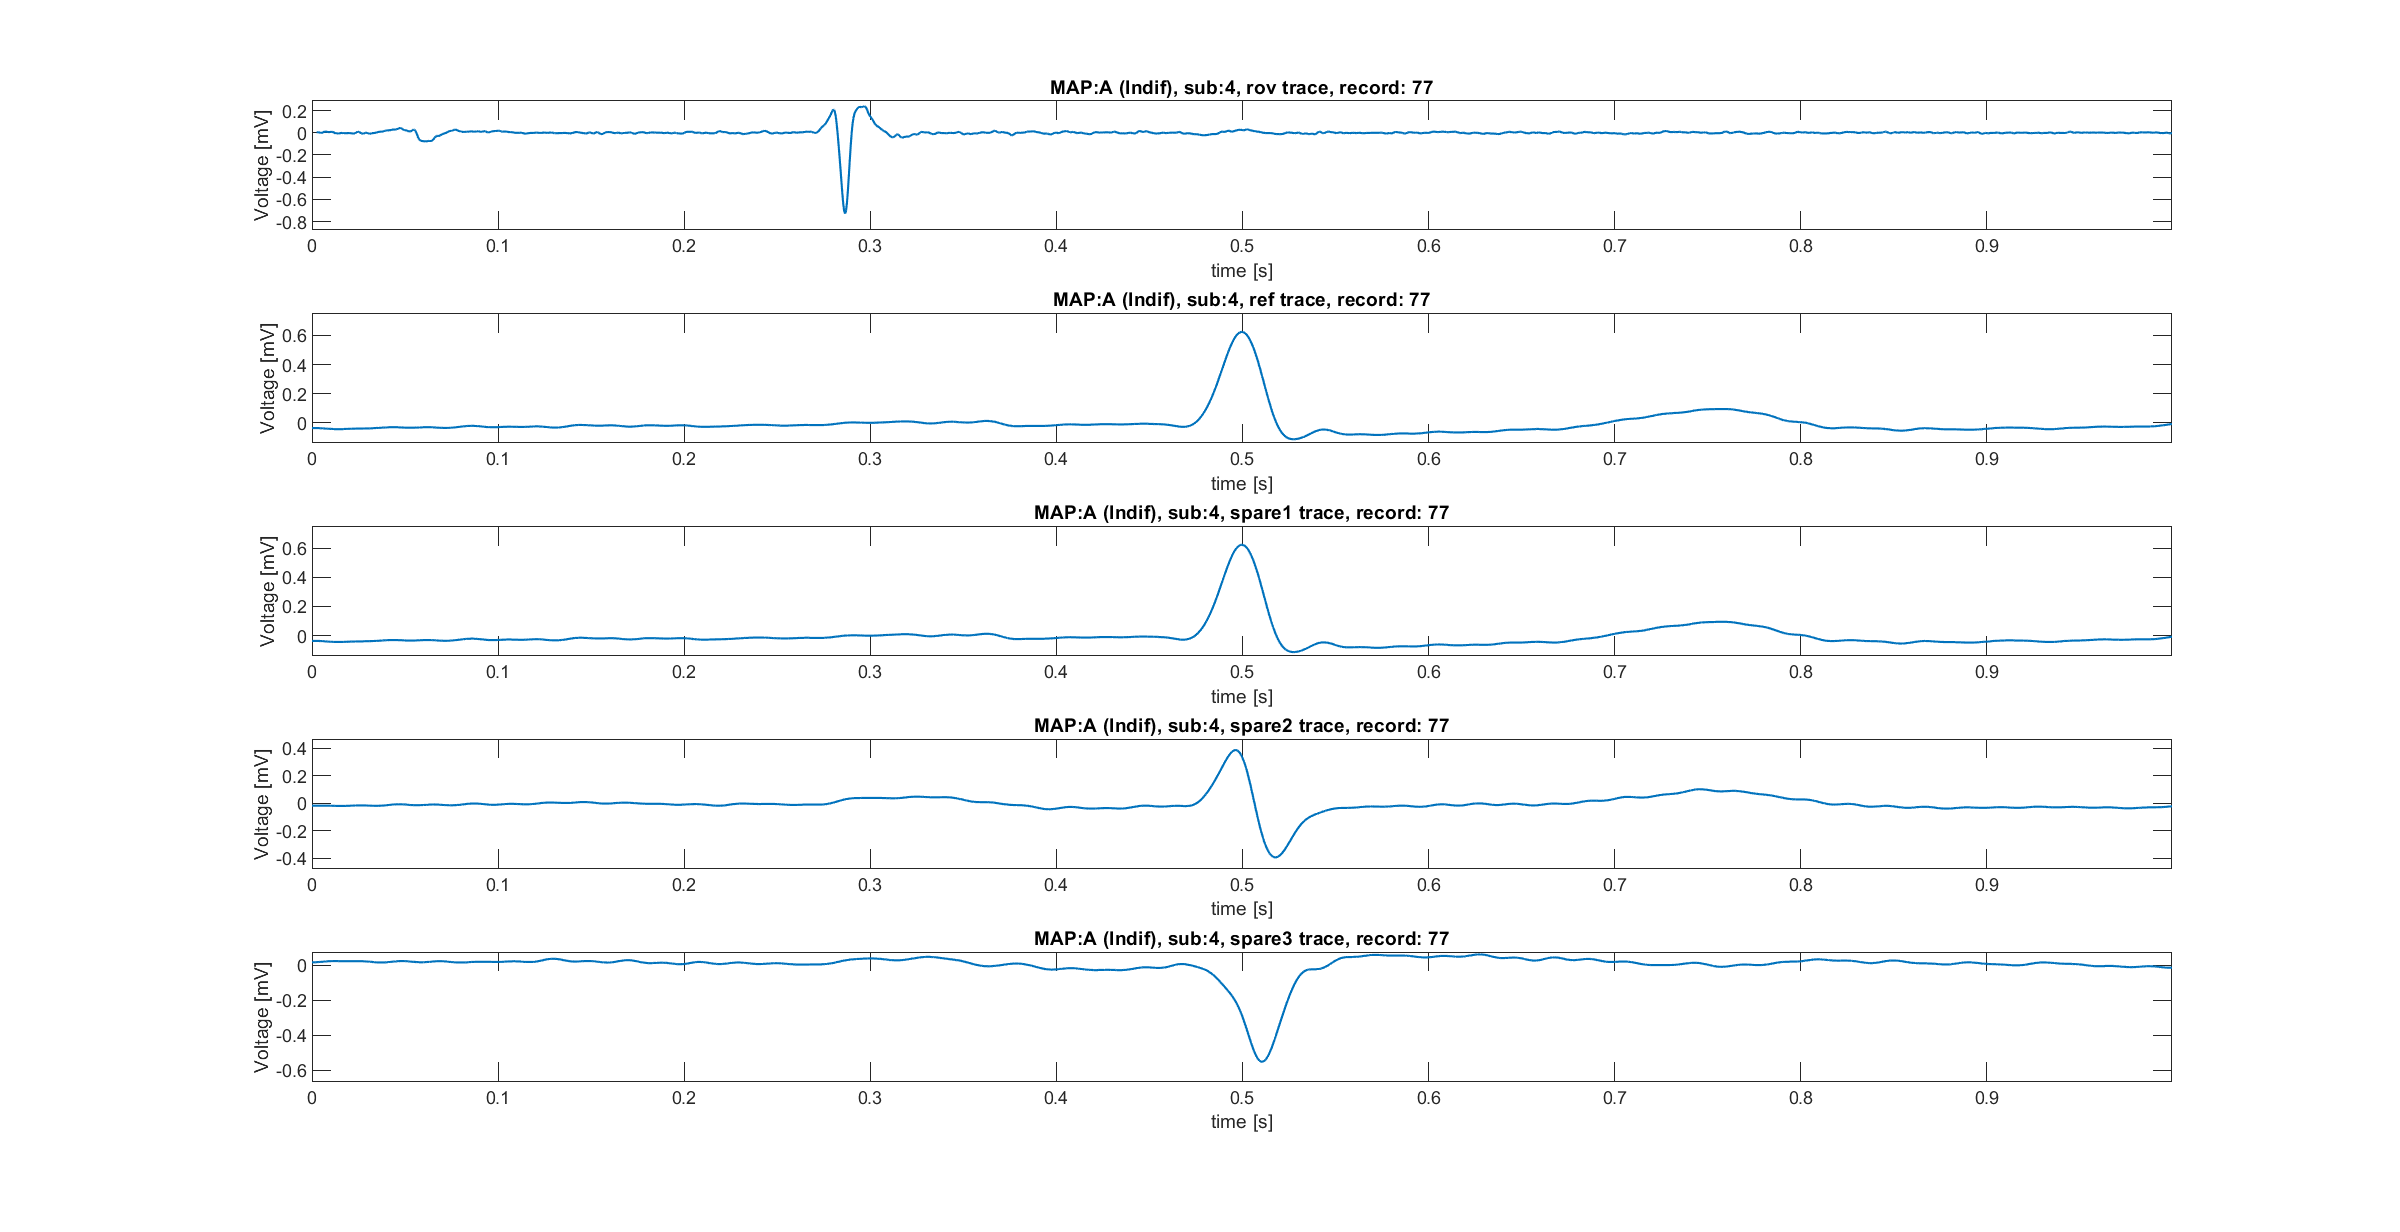 MAP:A (Indif), sub:4, rov trace, record: 77
Voltage [mV]
0.2
0
-0.2
-0.4
-0.6
-0.8
0 0.1 0.2 0.3 0.4 0.5 0.6 0.7 0.8 0.9
time [s]
MAP:A (Indif), sub:4, ref trace, record: 77
Voltage [mV]
0.6
0.4
0.2
0
0 0.1 0.2 0.3 0.4 0.5 0.6 0.7 0.8 0.9
time [s]
MAP:A (Indif), sub:4, spare1 trace, record: 77
Voltage [mV]
0.6
0.4
0.2
0
0 0.1 0.2 0.3 0.4 0.5 0.6 0.7 0.8 0.9
time [s]
MAP:A (Indif), sub:4, spare2 trace, record: 77
Voltage [mV]
0.4
0.2
0
-0.2
-0.4
0 0.1 0.2 0.3 0.4 0.5 0.6 0.7 0.8 0.9
time [s]
MAP:A (Indif), sub:4, spare3 trace, record: 77
Voltage [mV]
0
-0.2
-0.4
-0.6
0 0.1 0.2 0.3 0.4 0.5 0.6 0.7 0.8 0.9
time [s]